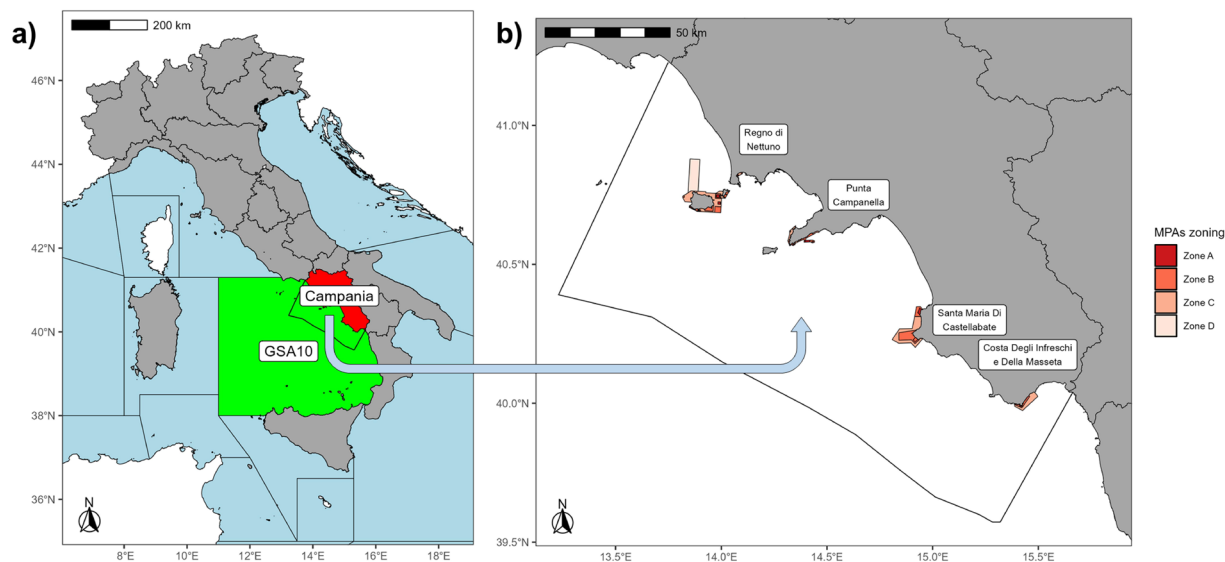 a)
200 km
46°N
44°N
42°N
40°N
38°N
36°N
8°E
10°E
12°E
14°E
16°E
18°E
Campania
GSA10
N
b)
50 km
41.0°N
40.5°N
40.0°N
39.5°N
13.5°E
14.0°E
14.5°E
15.0°E
15.5°E
Regno di
Nettuno
Punta
Campanella
Santa Maria Di
Castellabate
Costa Degli Infreschi
e Della Masseta
N
MPAs zoning
Zone A
Zone B
Zone C
Zone D